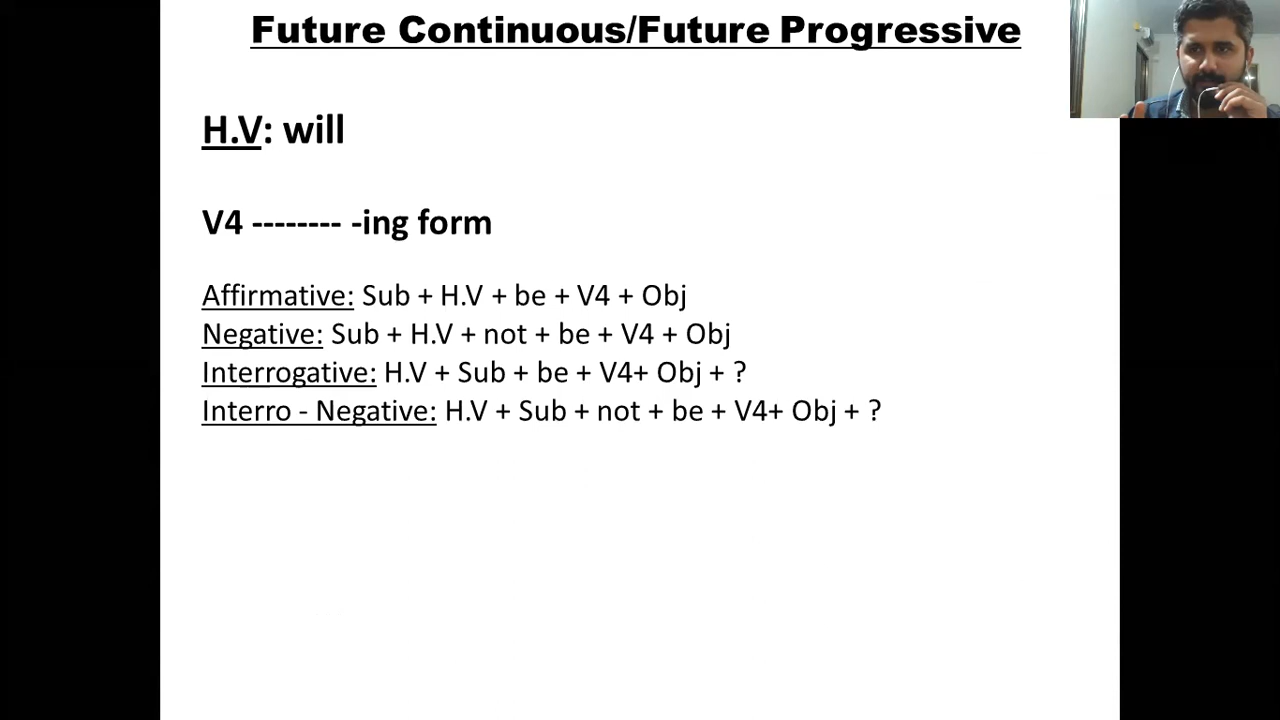 Future Continuous/Future Progressive
H.V: will
V4 -------- -ing form
Affirmative: Sub + H.V + be + V4 + Obj
Negative: Sub + H.V + not + be + V4 + Obj
Interrogative: H.V + Sub + be + V4+ Obj + ?
Interro - Negative: H.V + Sub + not + be + V4+ Obj + ?